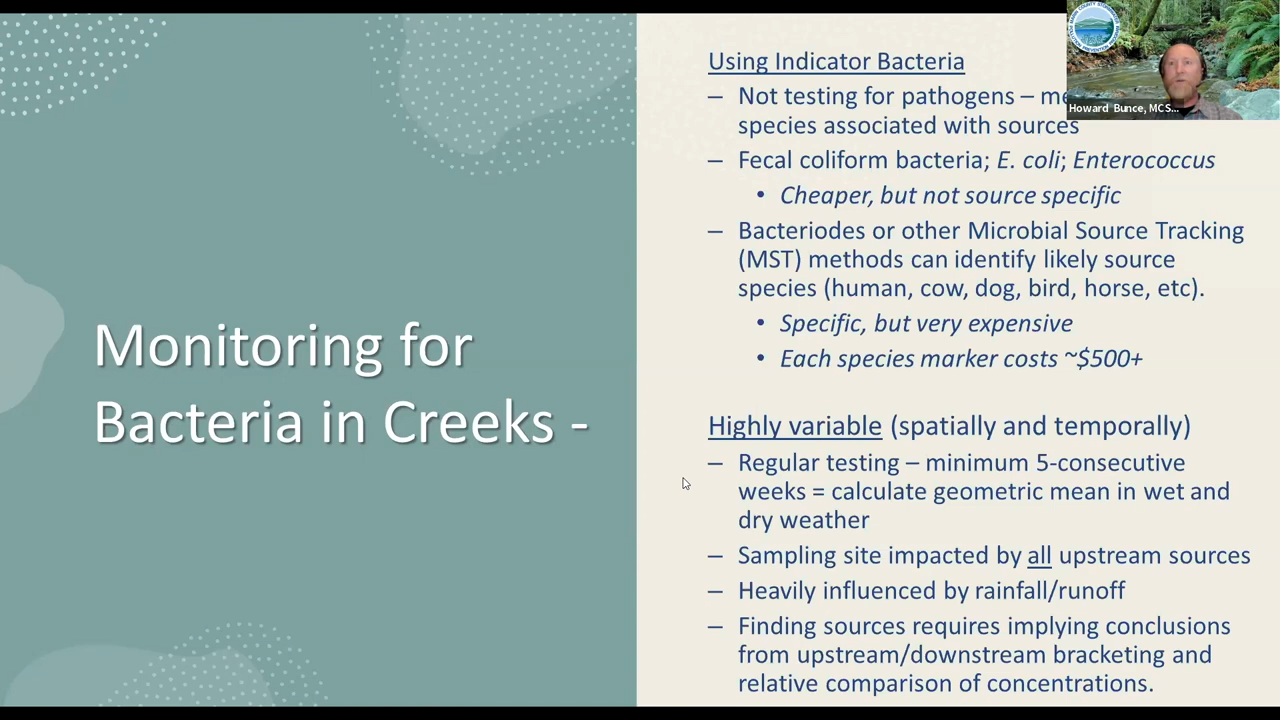 Monitoring for
Bacteria in Creeks -
Using Indicator Bacteria
– Not testing for pathogens –
species associated with sources
– Fecal coliform bacteria; E. coli; Enterococcus
• Cheaper, but not source specific
– Bacteriodes or other Microbial Source Tracking
(MST) methods can identify likely source
species (human, cow, dog, bird, horse, etc).
• Specific, but very expensive
• Each species marker costs ~$500+
Highly variable (spatially and temporally)
– Regular testing – minimum 5-consecutive
weeks = calculate geometric mean in wet and
dry weather
– Sampling site impacted by all upstream sources
– Heavily influenced by rainfall/runoff
– Finding sources requires implying conclusions
from upstream/downstream bracketing and
relative comparison of concentrations.
Howard Bunce, MCS...